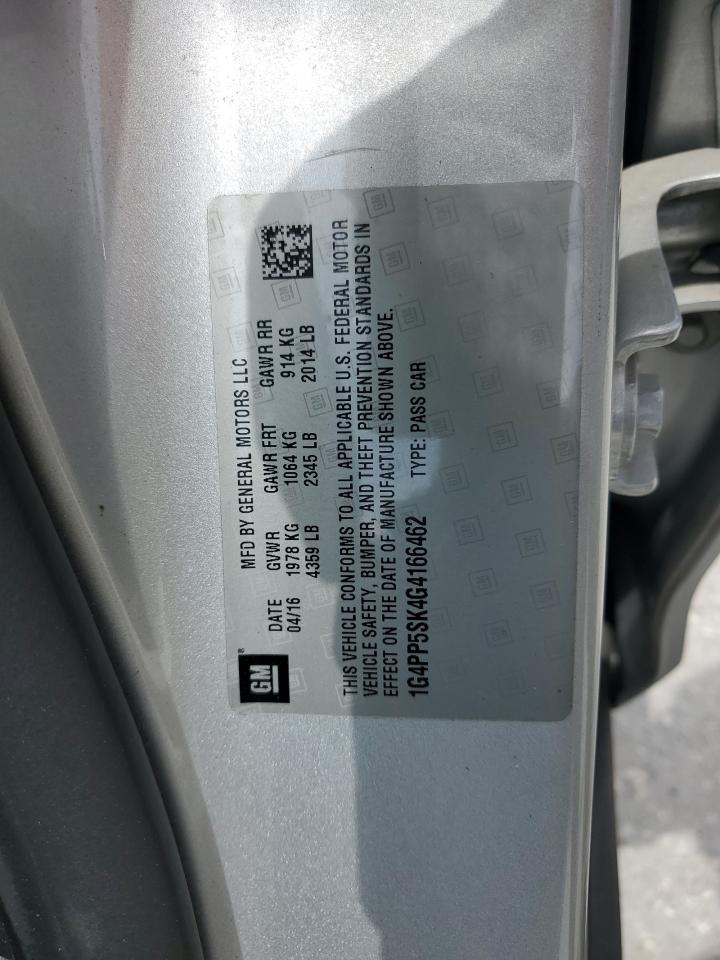 GM®
MFD BY GENERAL MOTORS LLC
DATE GVWR GAWR FRT GAWR RR
04/16 1978 KG 1064 KG 914 KG
4359 LB 2345 LB 2014 LB
THIS VEHICLE CONFORMS TO ALL APPLICABLE U.S. FEDERAL MOTOR
VEHICLE SAFETY, BUMPER, AND THEFT PREVENTION STANDARDS IN
EFFECT ON THE DATE OF MANUFACTURE SHOWN ABOVE.
1G4PP5SK4G4166462 TYPE: PASS CAR